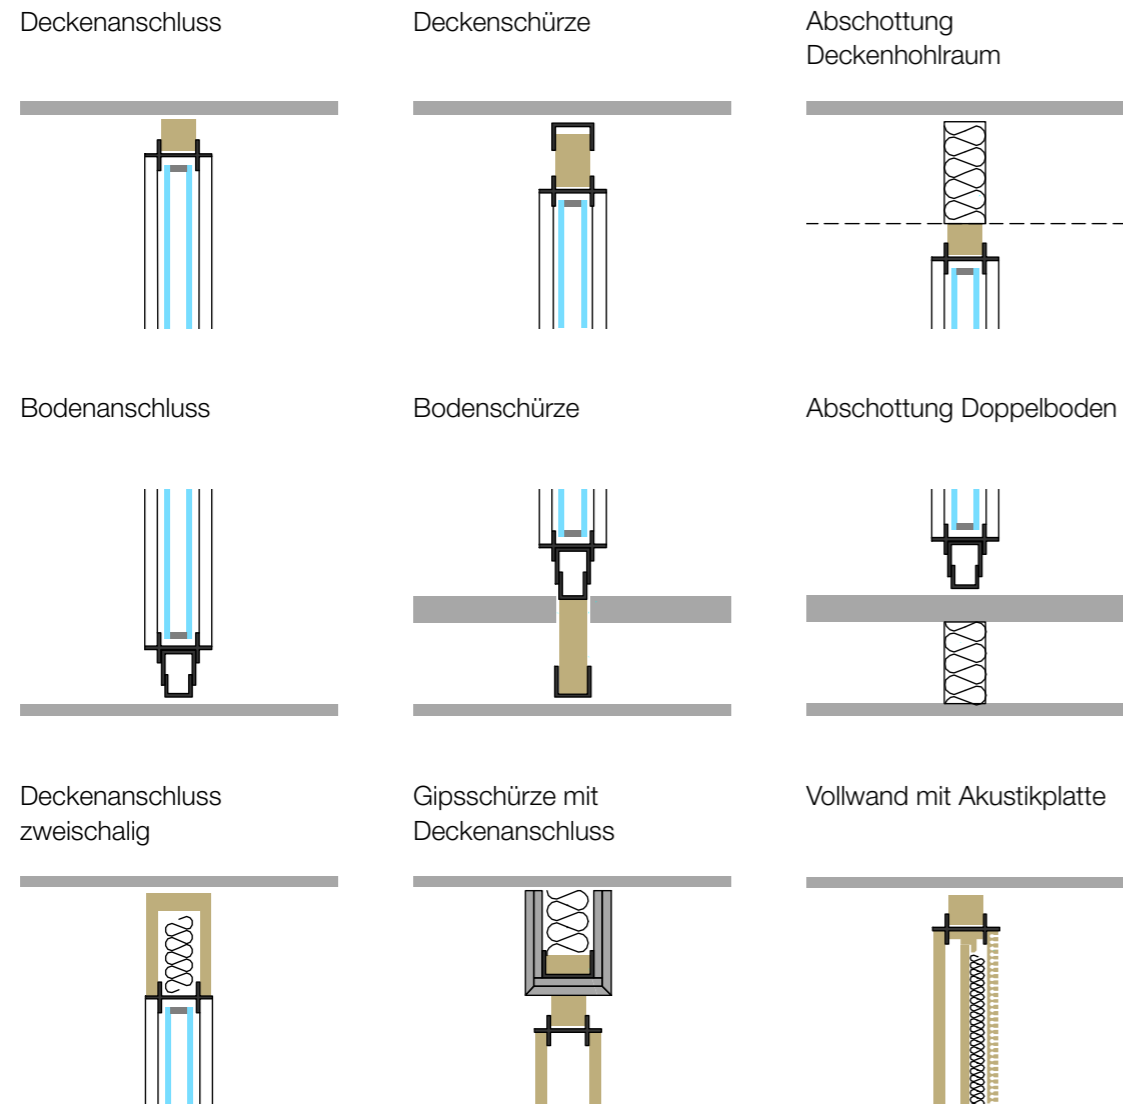 Deckenanschluss
Deckenschürze
Abschottung
Deckenhohlraum
Bodenanschluss
Bodenschürze
Abschottung Doppelboden
Deckenanschluss
zweischalig
Gipsschürze mit
Deckenanschluss
Vollwand mit Akustikplatte